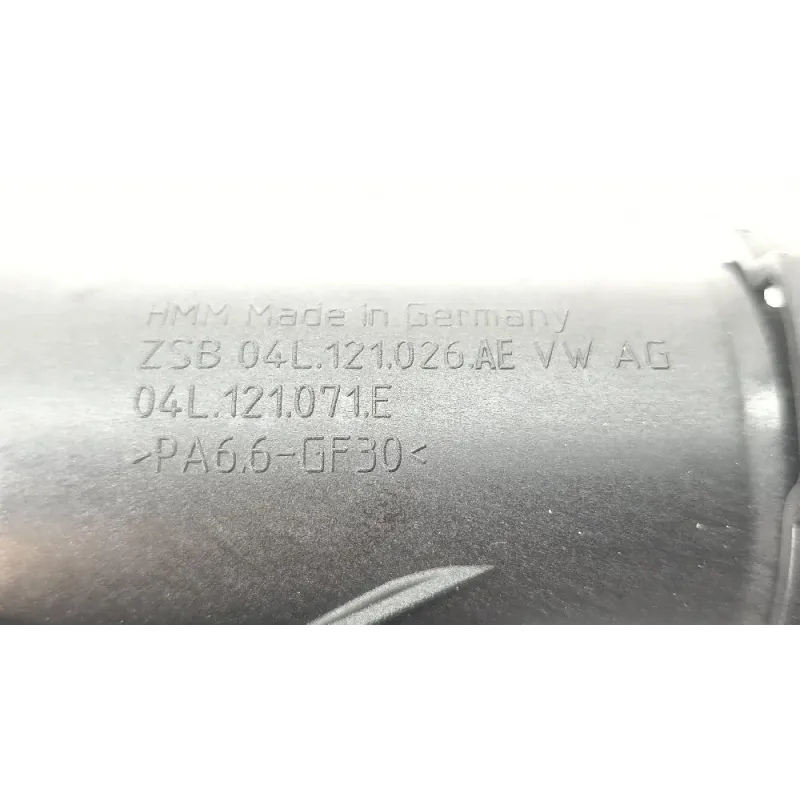 HMM Made in Germany
ZSB 04L.121.026.AE VW AG
04L.121.071.E
>PA6.6-GF30<